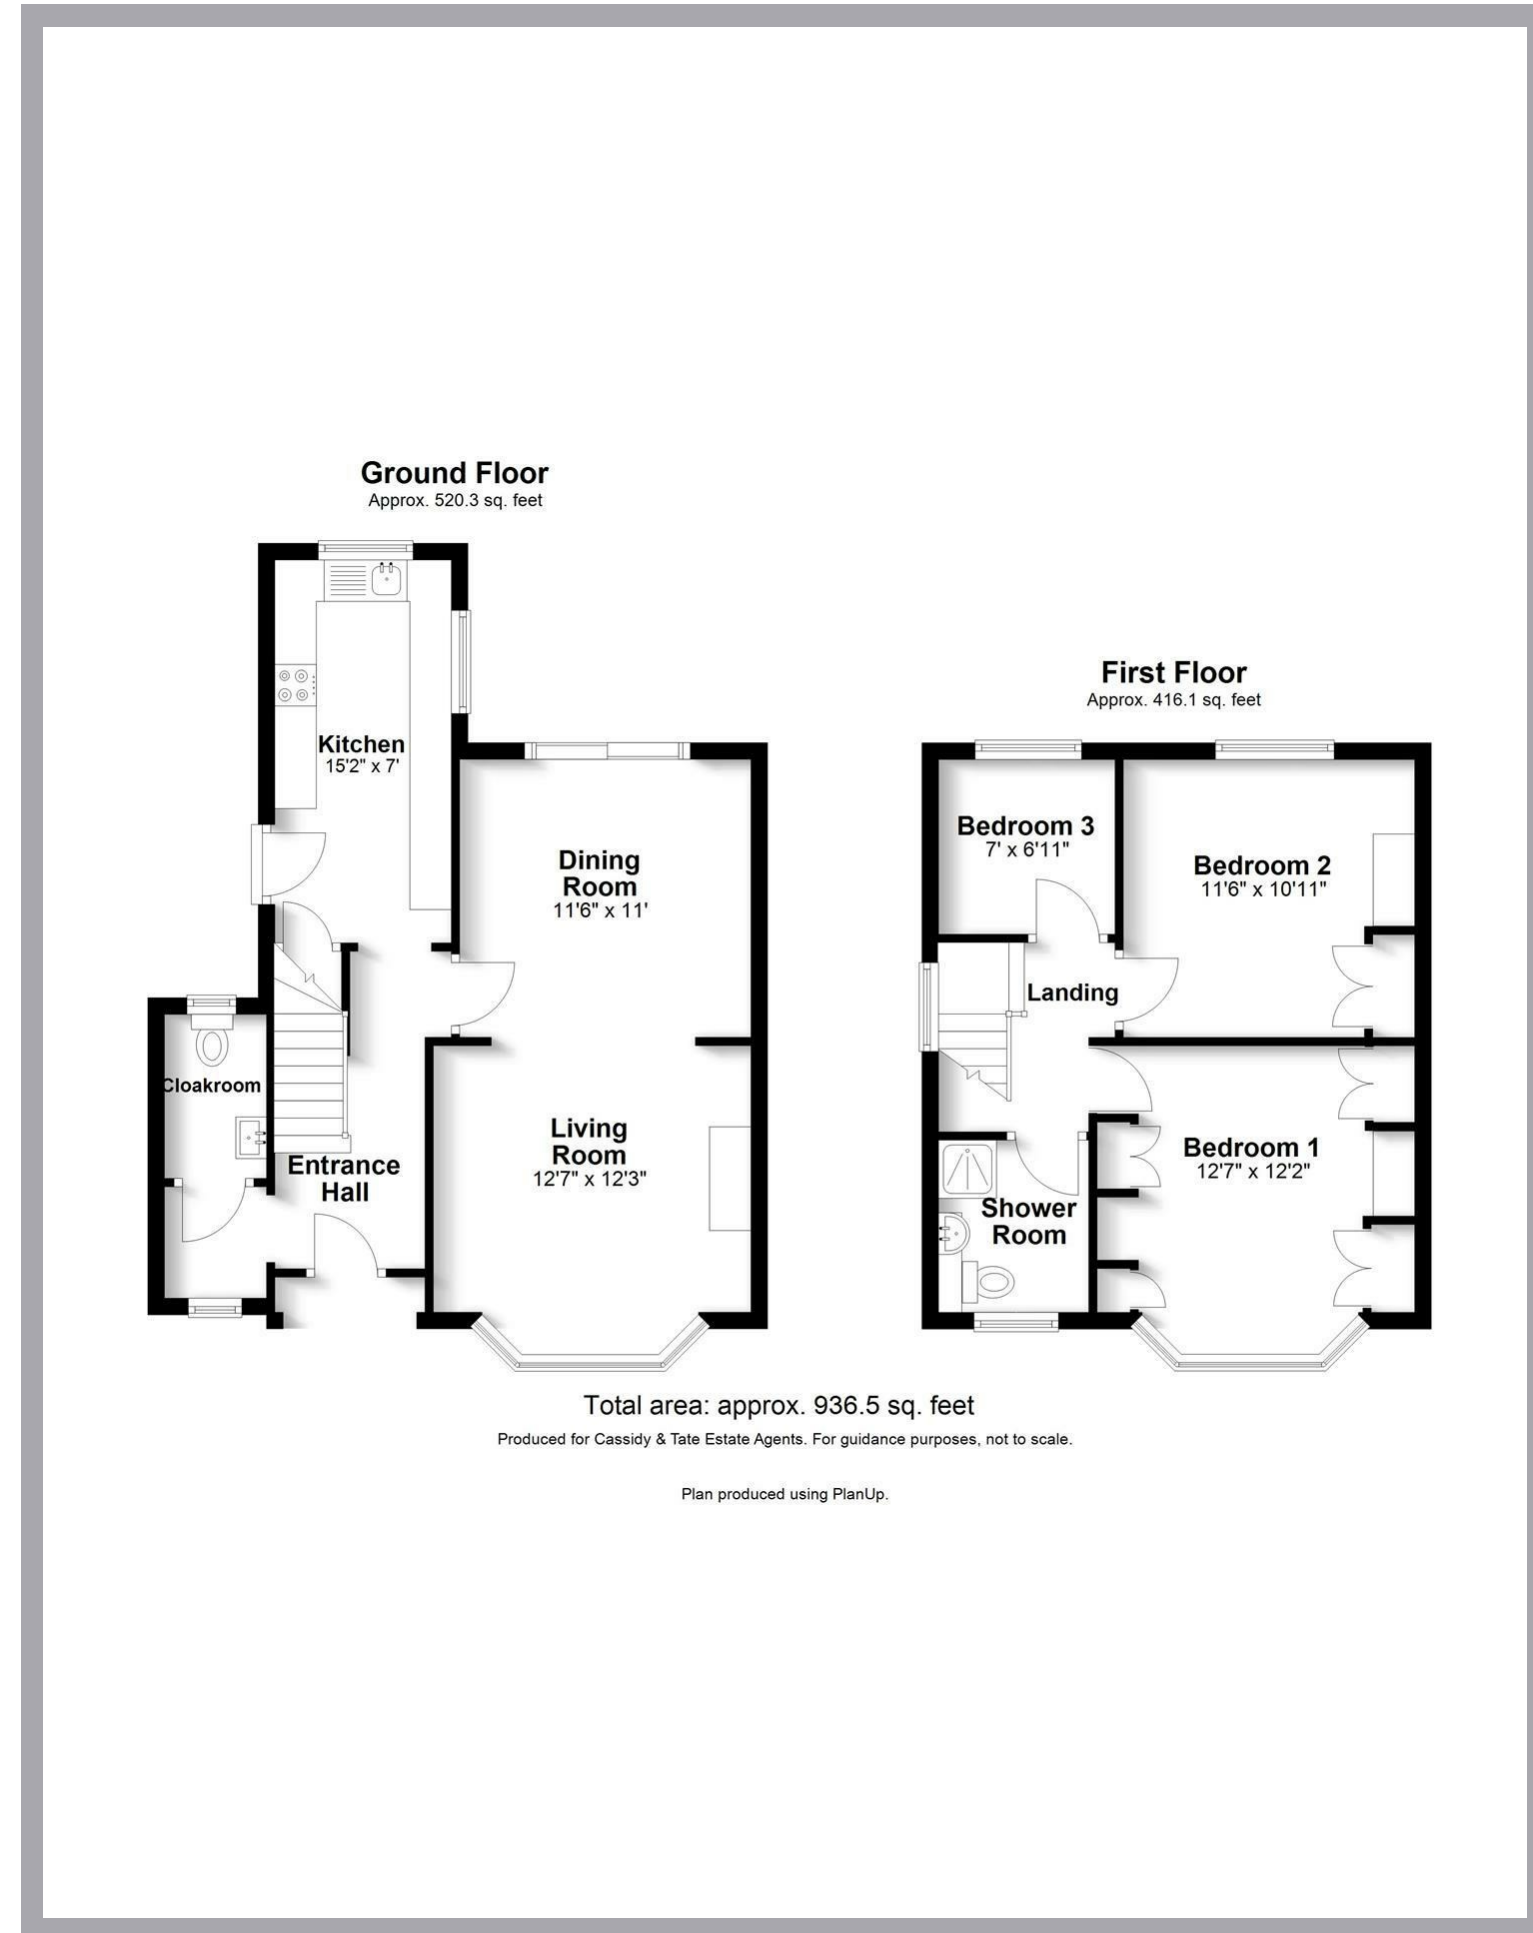 Ground Floor
Approx. 520.3 sq. feet
Kitchen
15'2" x 7'
Dining
Room
11'6" x 11'
Cloakroom
Living
Room
12'7" x 12'3"
Entrance
Hall
First Floor
Approx. 416.1 sq. feet
Bedroom 3
7' x 6'11"
Bedroom 2
11'6" x 10'11"
Landing
Bedroom 1
12'7" x 12'2"
Shower
Room
Total area: approx. 936.5 sq. feet
Produced for Cassidy & Tate Estate Agents. For guidance purposes, not to scale.
Plan produced using PlanUp.